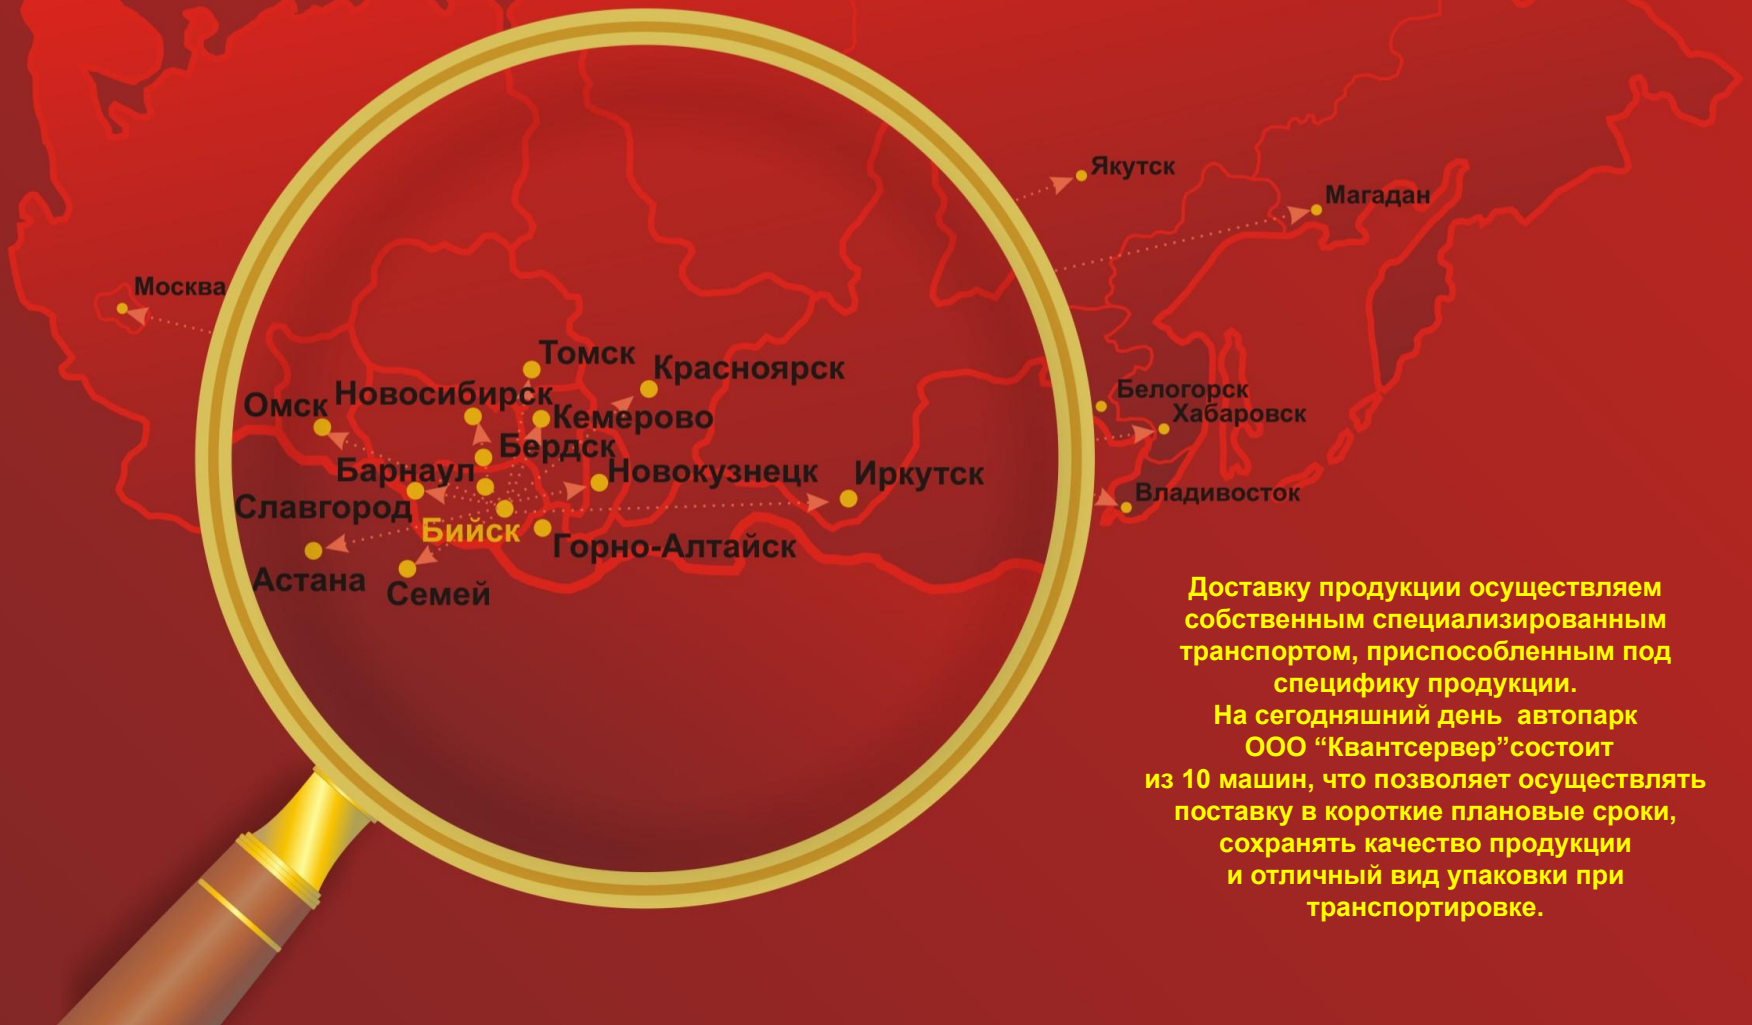 Якутск
Магадан
Москва
Томск
Красноярск
Новосибирск
Омск
Кемерово
Белогорск
Хабаровск
Бердск
Барнаул
Новокузнецк
Иркутск
Славгород
Владивосток
Бийск
Горно-Алтайск
Астана
Семей
Доставку продукции осуществляем
собственным специализированным
транспортом, приспособленным под
специфику продукции.
На сегодняшний день  автопарк
ООО “Квантсервер”состоит
из 10 машин, что позволяет осуществлять
поставку в короткие плановые сроки,
сохранять качество продукции
и отличный вид упаковки при
транспортировке.